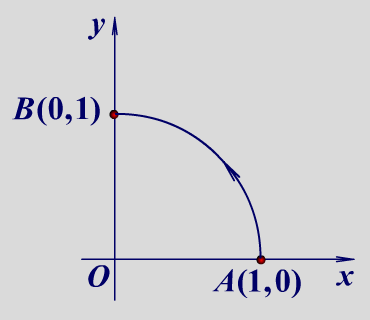 y
B(0,1)
O
A(1,0)
x